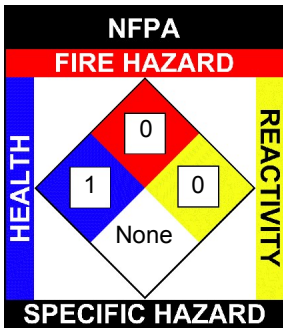 NFPA
FIRE HAZARD
HEALTH
0
1
0
None
REACTIVITY
SPECIFIC HAZARD